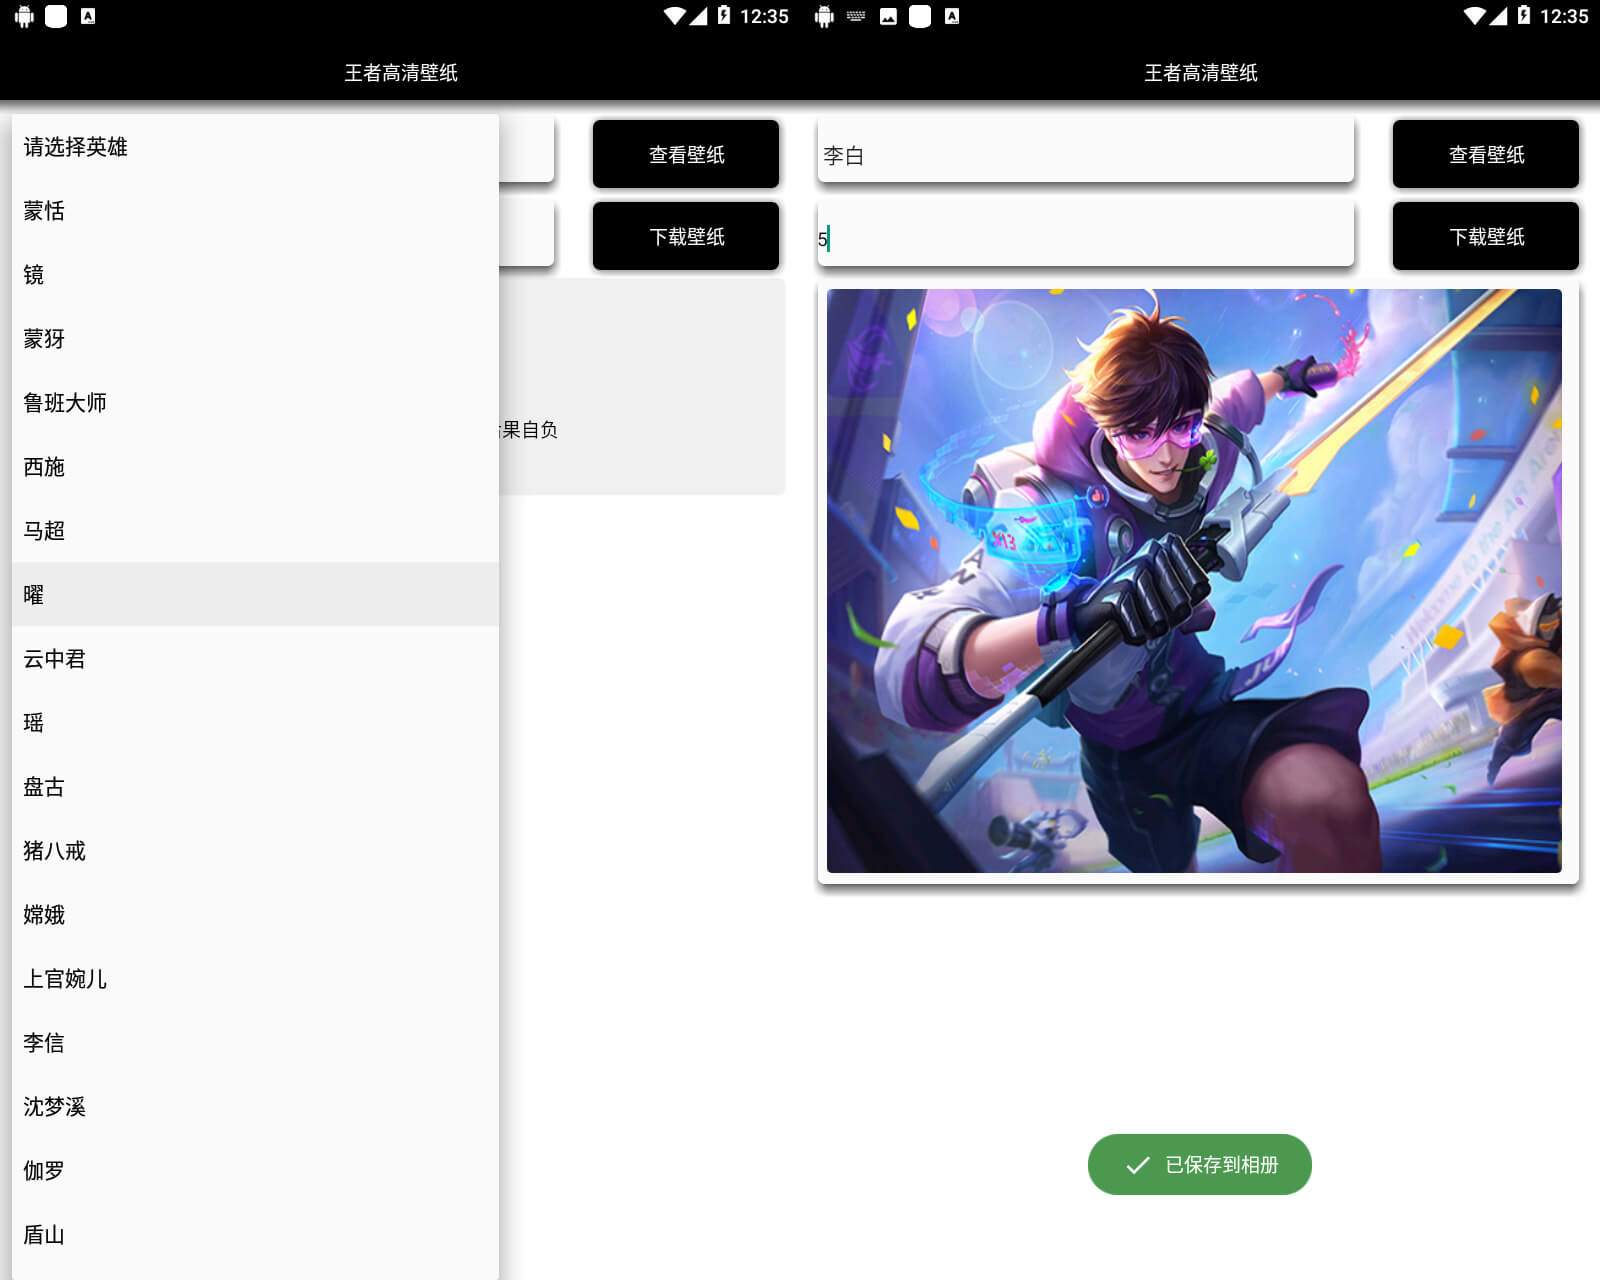 12:35
王者高清壁纸
请选择英雄
蒙恬
镜
蒙犽
鲁班大师
西施
马超
曜
云中君
瑶
盘古
猪八戒
嫦娥
上官婉儿
李信
沈梦溪
伽罗
盾山
查看壁纸
下载壁纸
果自负
12:35
王者高清壁纸
李白
查看壁纸
5
下载壁纸
已保存到相册